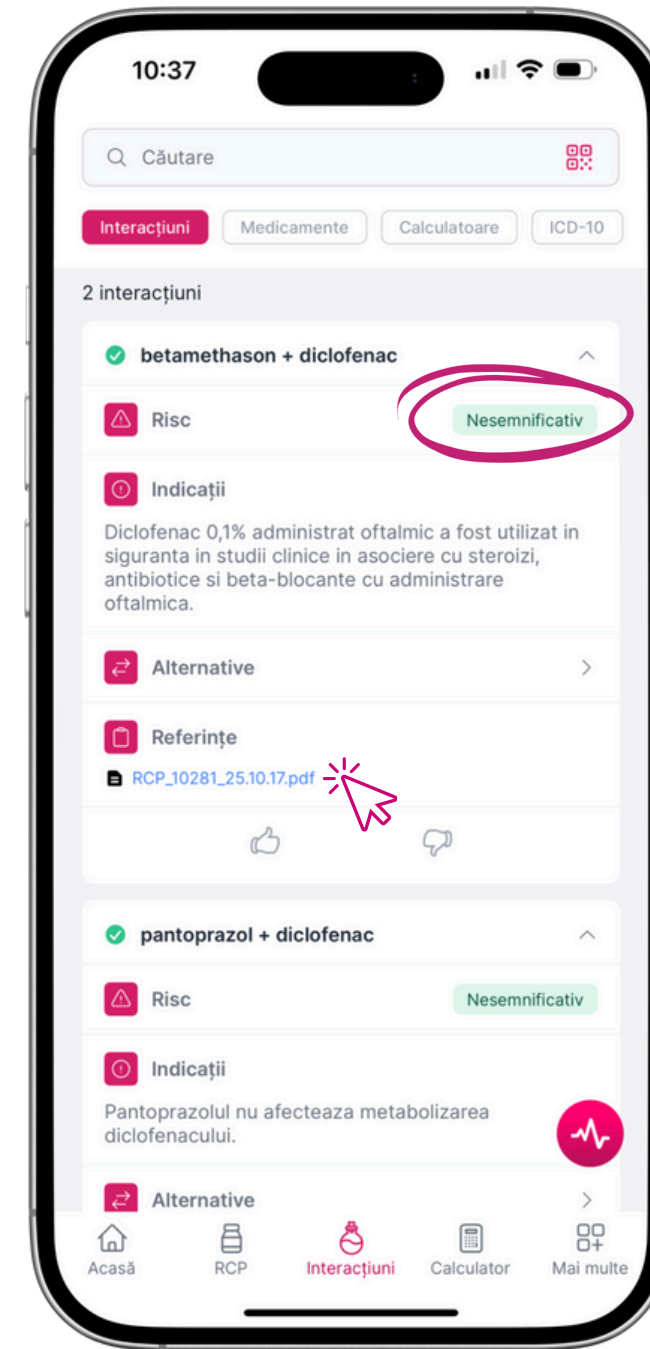 10:37
Căutare
Interacțiuni Medicamente Calculatoare ICD-10
2 interacțiuni
betamethason + diclofenac
Risc Nesemnificativ
Indicații
Diclofenac 0,1% administrat oftalmic a fost utilizat in
siguranta in studii clinice in asociere cu steroizi,
antibiotice si beta-blocante cu administrare
oftalmica.
Alternative
Referințe
RCP_10281_25.10.17.pdf
pantoprazol + diclofenac
Risc Nesemnificativ
Indicații
Pantoprazolul nu afecteaza metabolizarea
diclofenacului.
Alternative
Acasă RCP Interacțiuni Calculator Mai multe